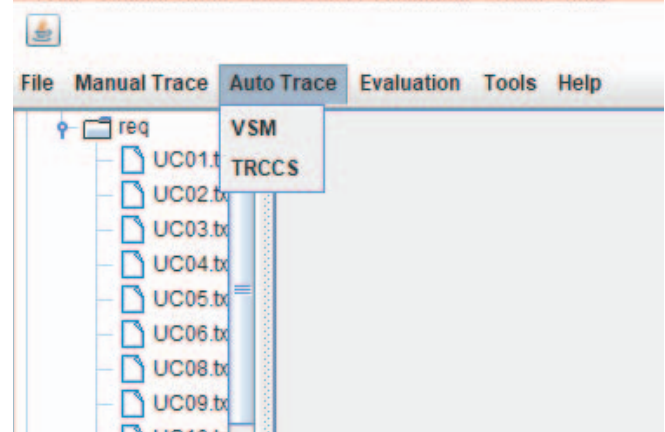 File Manual Trace Auto Trace Evaluation Tools Help
VSM
TRCCS
req
UC01.t
UC02.tx
UC03.tx
UC04.tx
UC05.tx
UC06.tx
UC08.tx
UC09.tx